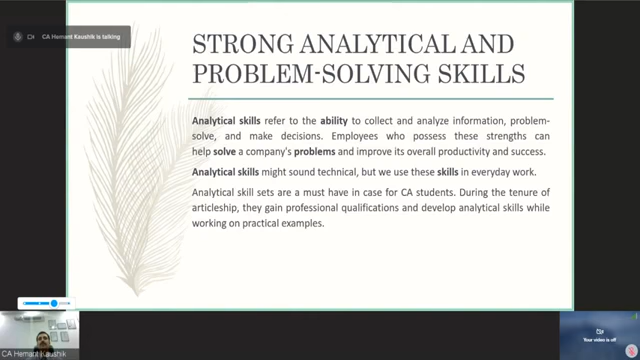 CA Hemant Kaushik is talking
STRONG ANALYTICAL AND
PROBLEM-SOLVING SKILLS
Analytical skills refer to the ability to collect and analyze information, problem-
solve, and make decisions. Employees who possess these strengths can
help solve a company's problems and improve its overall productivity and success.
Analytical skills might sound technical, but we use these skills in everyday work.
Analytical skill sets are a must have in case for CA students. During the tenure of
articleship, they gain professional qualifications and develop analytical skills while
working on practical examples.
CA Hemant Kaushik
Your video is off